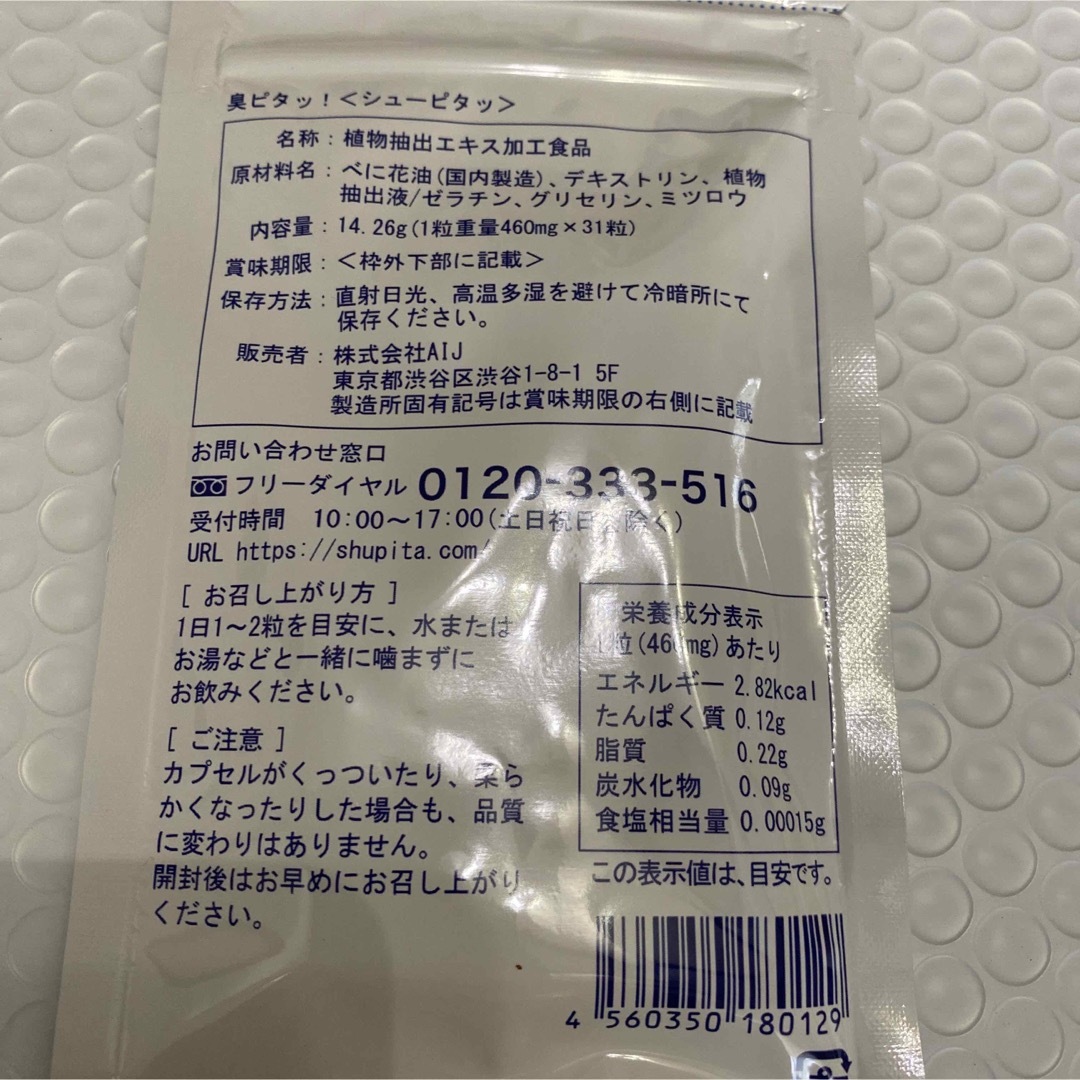 臭ピタッ！＜シューピタッ＞
名称：植物抽出エキス加工食品
原材料名：べに花油(国内製造)、デキストリン、植物
抽出液/ゼラチン、グリセリン、ミツロウ
内容量：14.26g(1粒重量460mg×31粒)
賞味期限：＜枠外下部に記載＞
保存方法：直射日光、高温多湿を避けて冷暗所にて
保存ください。
販売者：株式会社AIJ
東京都渋谷区渋谷1-8-1 5F
製造所固有記号は賞味期限の右側に記載
お問い合わせ窓口
フリーダイヤル 0120-333-516
受付時間 10:00〜17:00(土日祝日を除く)
URL https://shupita.com/
[ お召し上がり方 ]
1日1〜2粒を目安に、水または
お湯などと一緒に噛まずに
お飲みください。
[ ご注意 ]
カプセルがくっついたり、柔ら
かくなったりした場合も、品質
に変わりはありません。
開封後はお早めにお召し上がり
ください。
栄養成分表示
1粒(460mg)あたり
エネルギー 2.82kcal
たんぱく質 0.12g
脂質 0.22g
炭水化物 0.09g
食塩相当量 0.00015g
この表示値は、目安です。
4 560350 180129